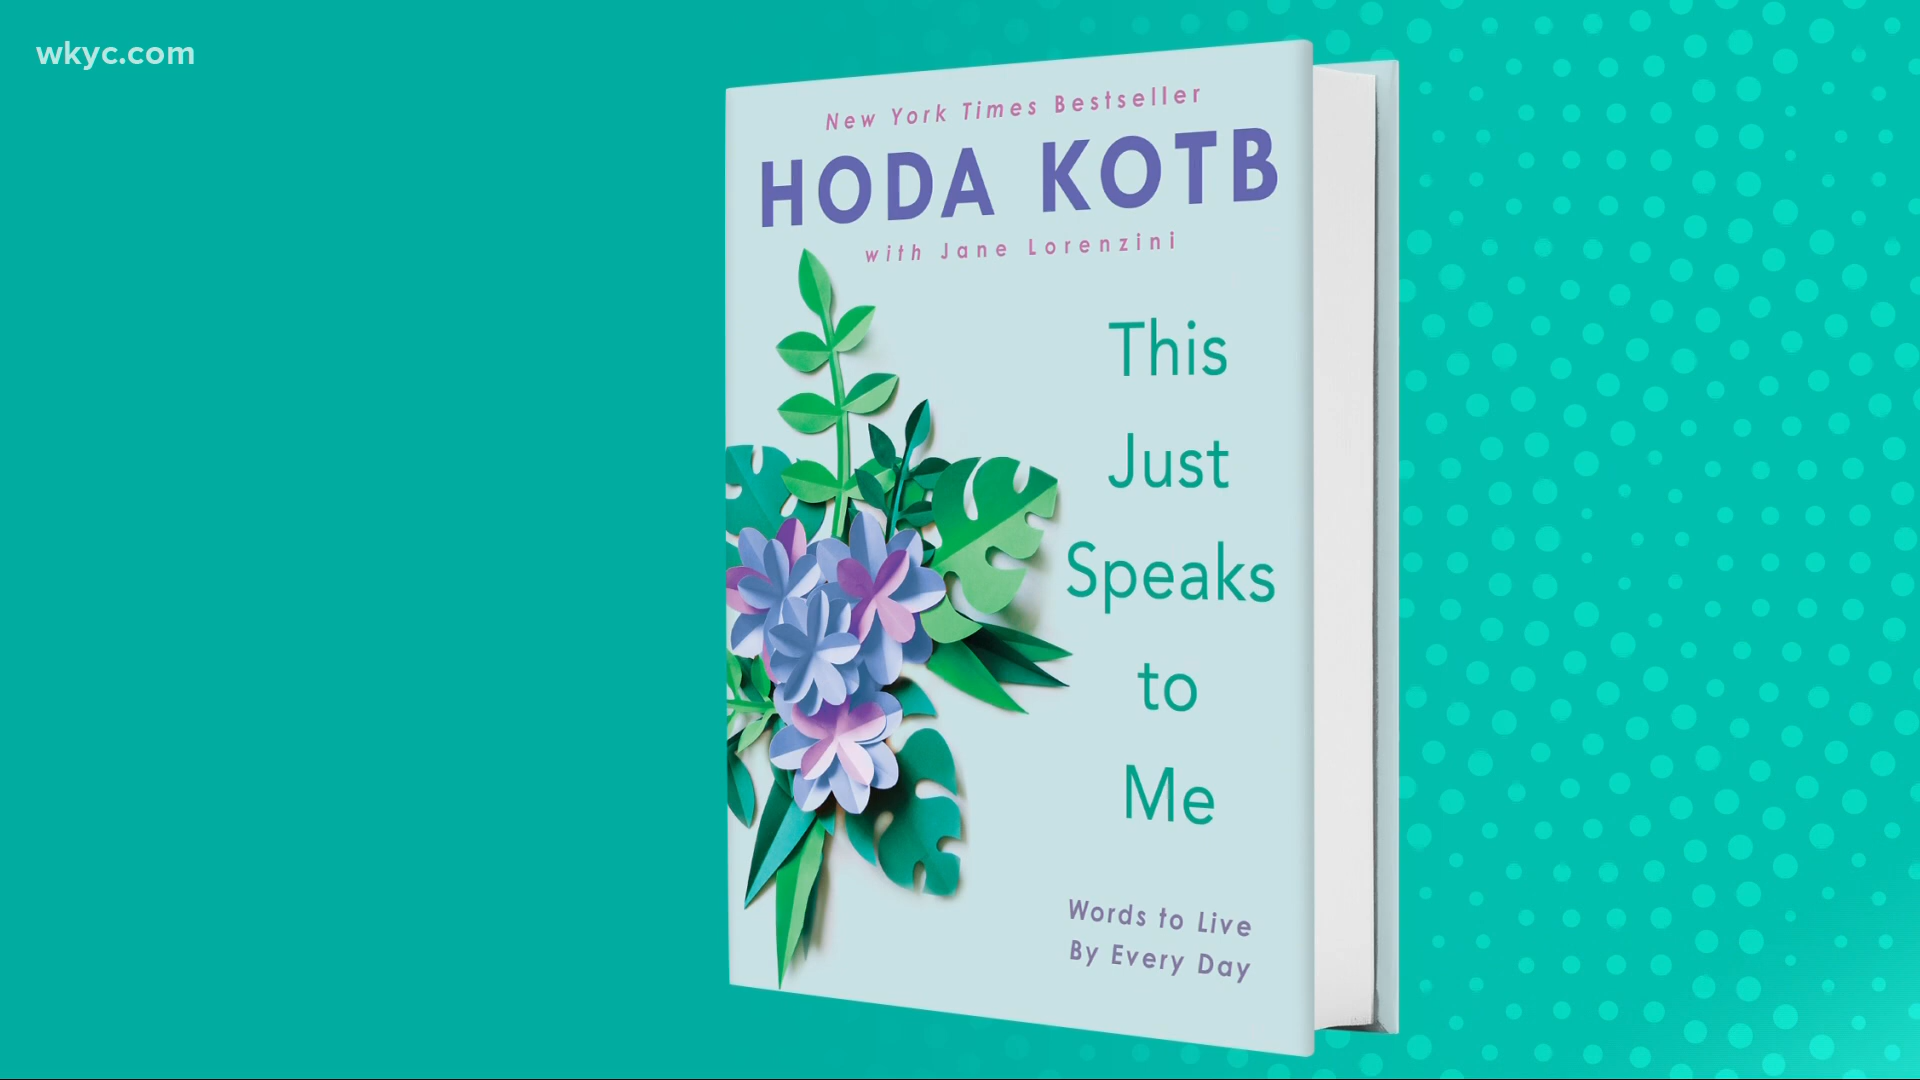 wkyc.com
New York Times Bestseller
HODA KOTB
with Jane Lorenzini
This
Just
Speaks
to
Me
Words to Live
By Every Day